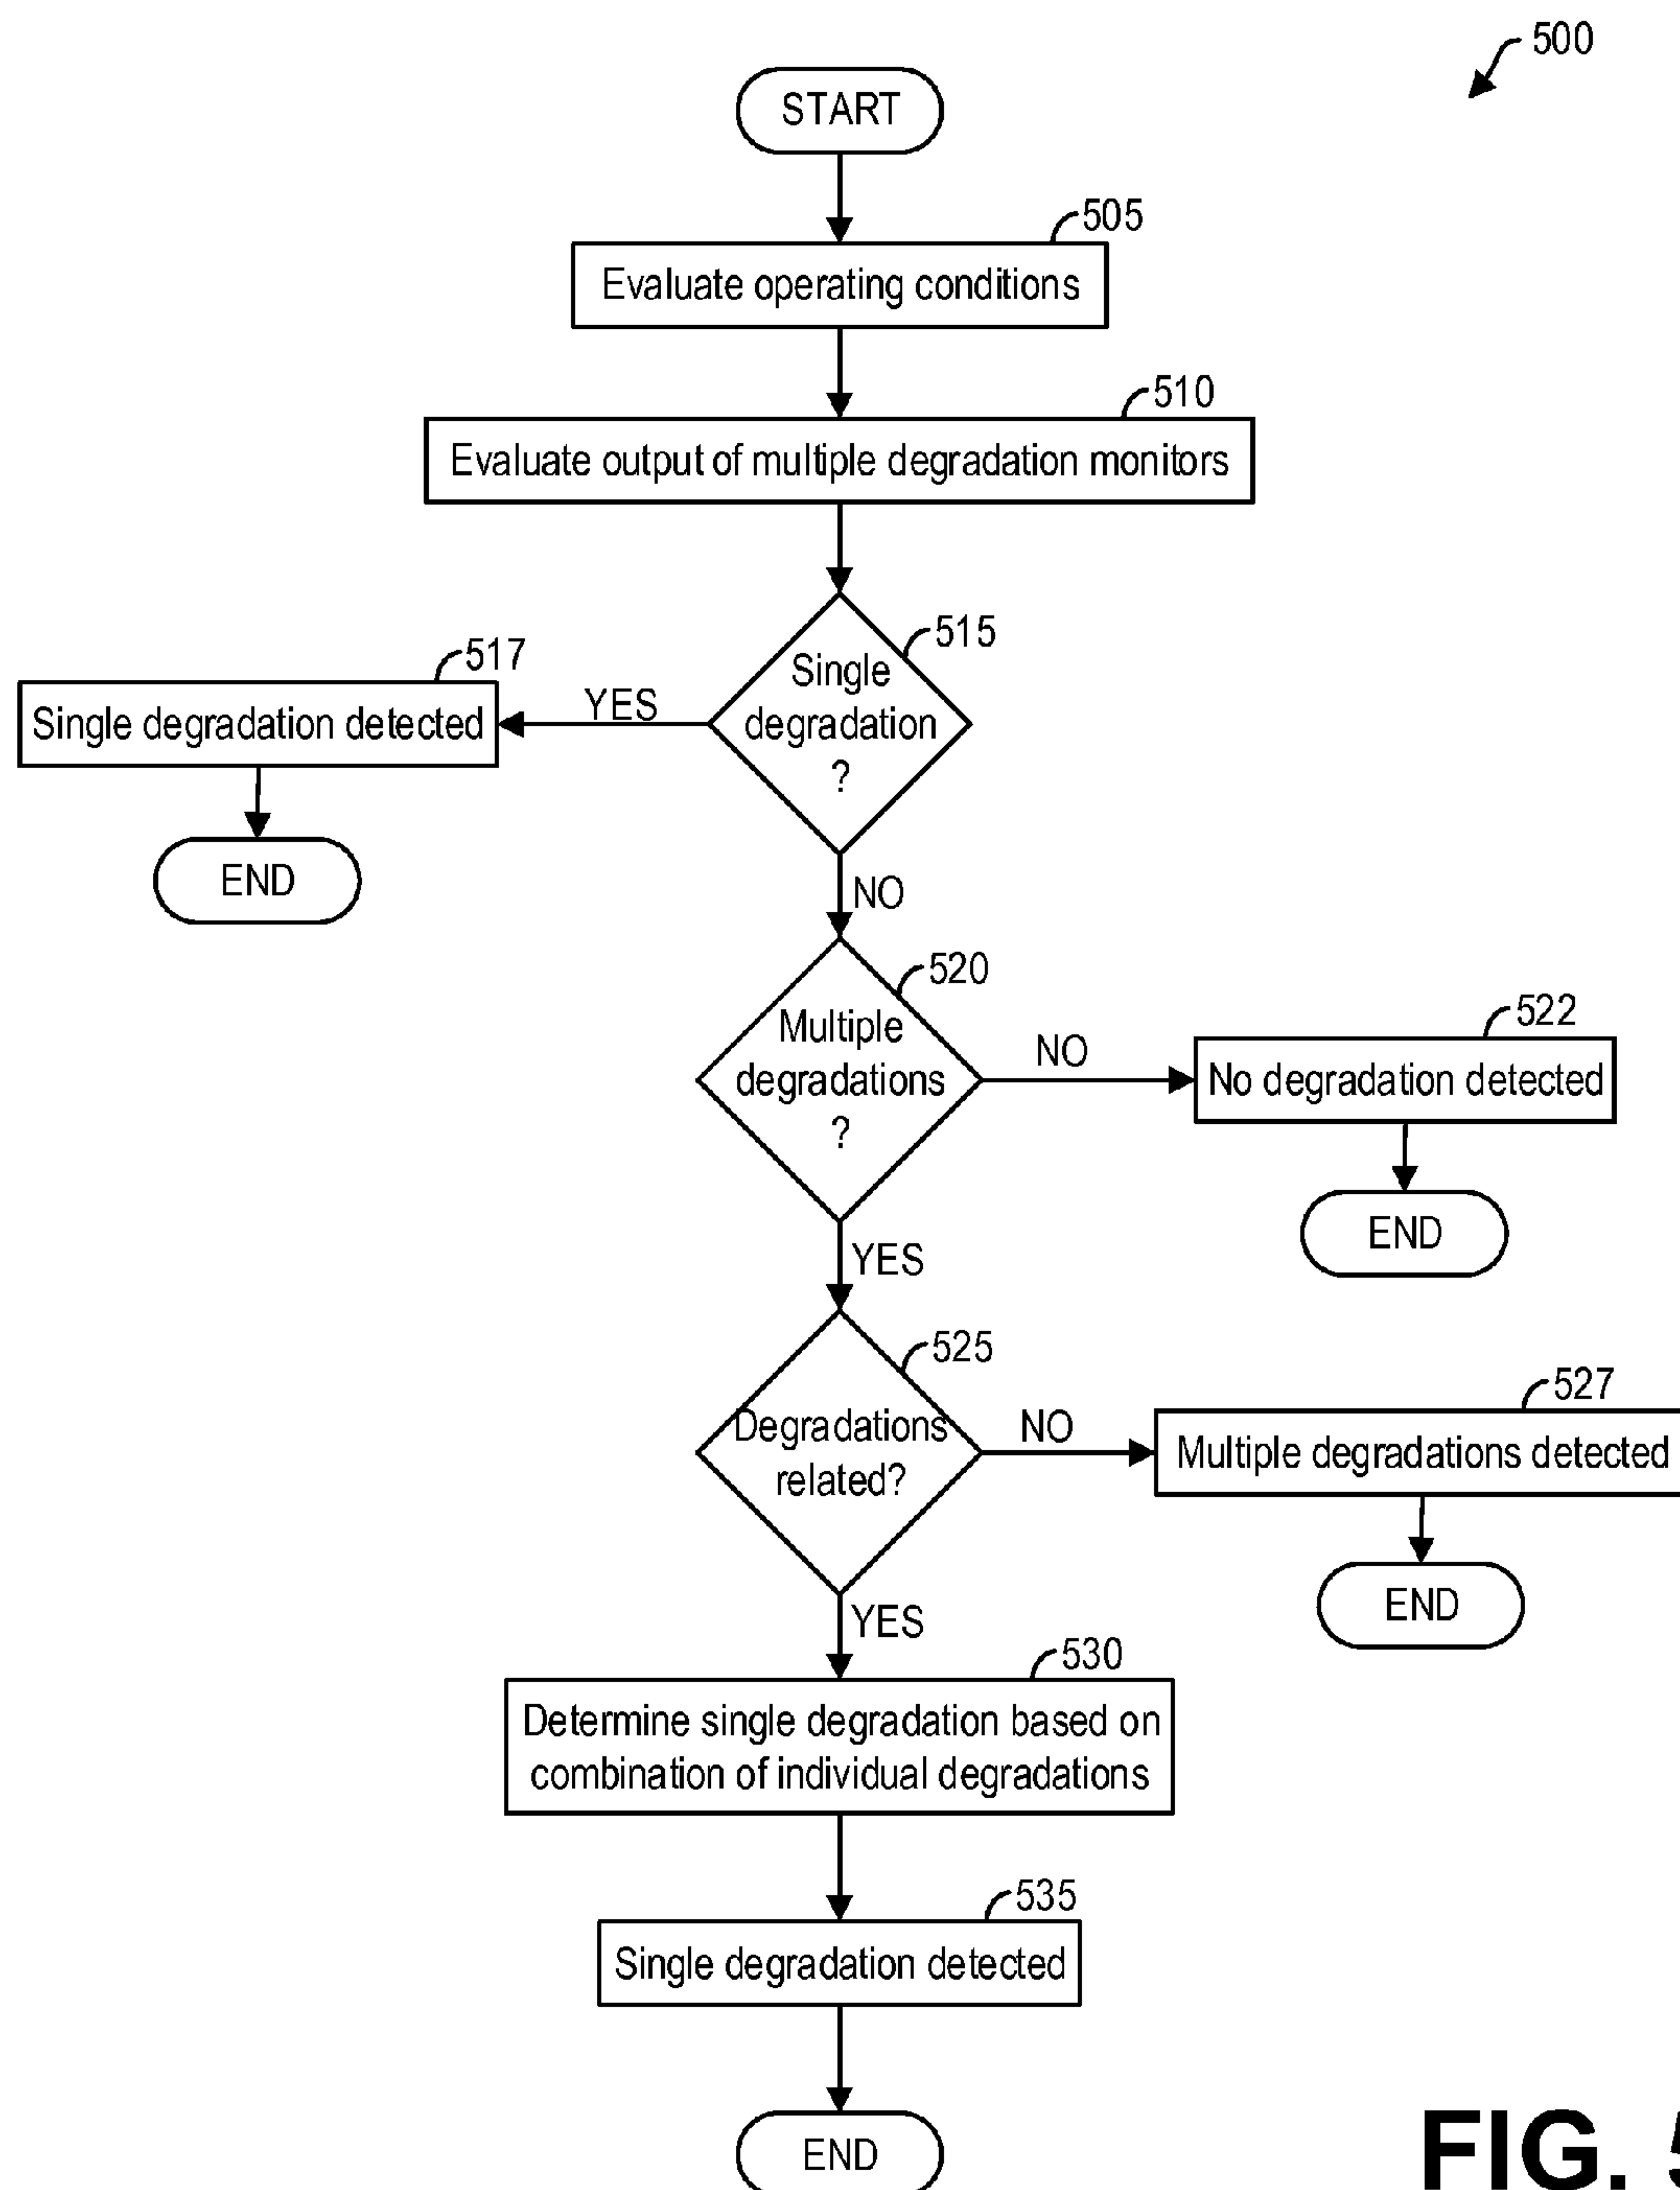 500
START
505
Evaluate operating conditions
510
Evaluate output of multiple degradation monitors
515
Single
degradation
?
YES
517
Single degradation detected
END
NO
520
Multiple
degradations
?
NO
522
No degradation detected
END
YES
525
Degradations
related?
NO
527
Multiple degradations detected
END
YES
530
Determine single degradation based on
combination of individual degradations
535
Single degradation detected
END
FIG. 5